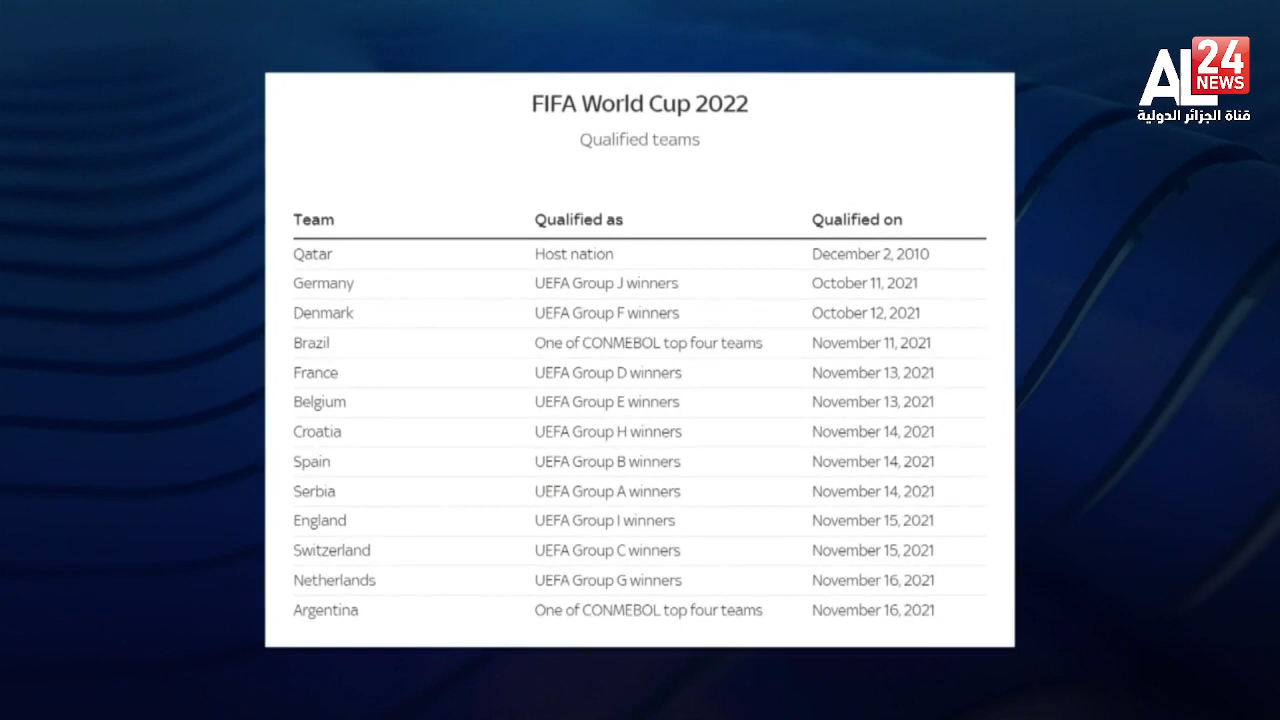 AL
24
NEWS
قناة الجزائر الدولية
FIFA World Cup 2022
Qualified teams
Team Qualified as Qualified on
Qatar Host nation December 2, 2010
Germany UEFA Group J winners October 11, 2021
Denmark UEFA Group F winners October 12, 2021
Brazil One of CONMEBOL top four teams November 11, 2021
France UEFA Group D winners November 13, 2021
Belgium UEFA Group E winners November 13, 2021
Croatia UEFA Group H winners November 14, 2021
Spain UEFA Group B winners November 14, 2021
Serbia UEFA Group A winners November 14, 2021
England UEFA Group I winners November 15, 2021
Switzerland UEFA Group C winners November 15, 2021
Netherlands UEFA Group G winners November 16, 2021
Argentina One of CONMEBOL top four teams November 16, 2021